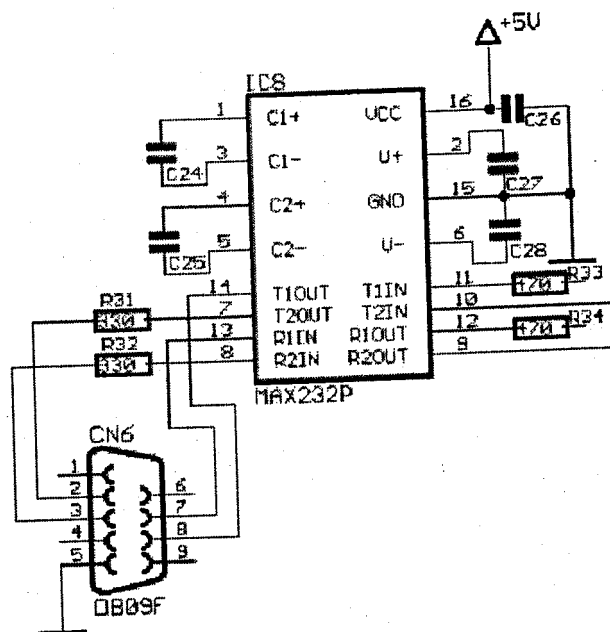 +5V
IC8
1 C1+ VCC 16
C26
3 C1- V+ 2
C24
C27
4 C2+ GND 15
5 C2- V- 6
C25
C28
14 T1OUT T1IN 11 470 R33
R31
330 7 T2OUT T2IN 10
13 R1IN R1OUT 12 470 R34
R32
330 8 R2IN R2OUT 9
MAX232P
CN6
1
2 6
3 7
4 8
5 9
DB09F